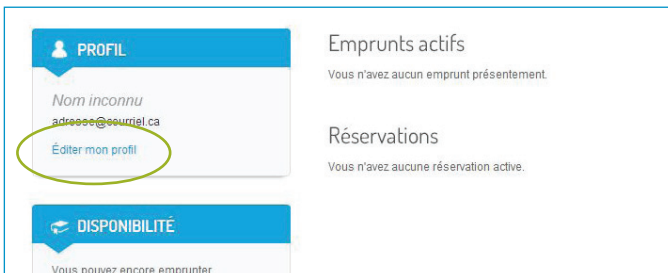 PROFIL
Nom inconnu
adresse@courriel.ca
Éditer mon profil
DISPONIBILITÉ
Vous pouvez encore emprunter
Emprunts actifs
Vous n'avez aucun emprunt présentement.
Réservations
Vous n'avez aucune réservation active.